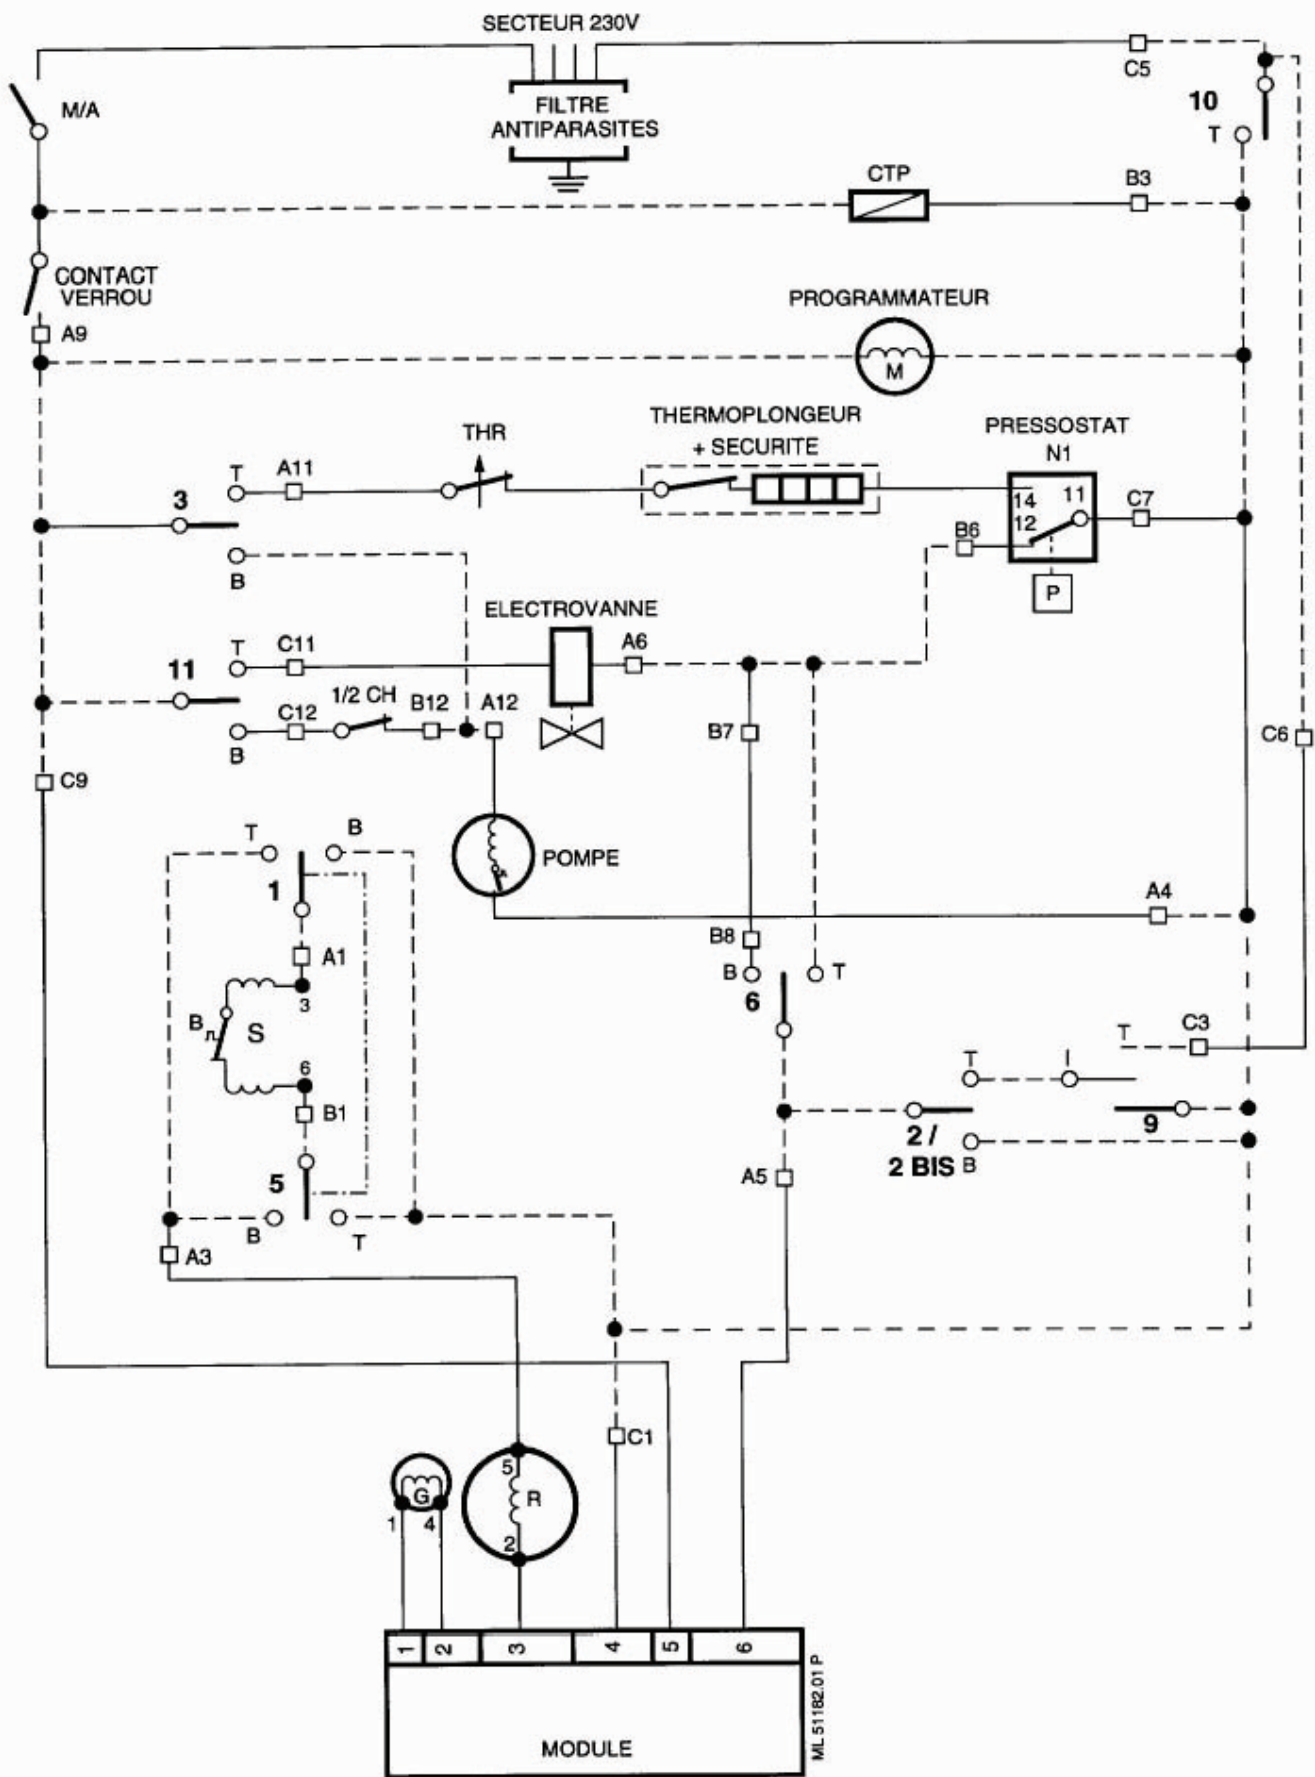 SECTEUR 230V
C5
M/A
FILTRE
ANTIPARASITES
10
T
CTP
B3
CONTACT
VERROU
PROGRAMMATEUR
A9
M
THERMOPLONGEUR
+ SECURITE
PRESSOSTAT
N1
THR
T
A11
3
14
11
12
C7
B6
B
P
ELECTROVANNE
T
C11
A6
11
1/2 CH
C12
B12
A12
B
B7
C6
C9
T
B
POMPE
1
A4
A1
B8
B
T
6
3
B
S
C3
T
T
I
6
B1
2 /
2 BIS
9
B
A5
5
B
T
A3
C1
5
G
R
1
4
2
1
2
3
4
5
6
MODULE
ML 51182.01 P